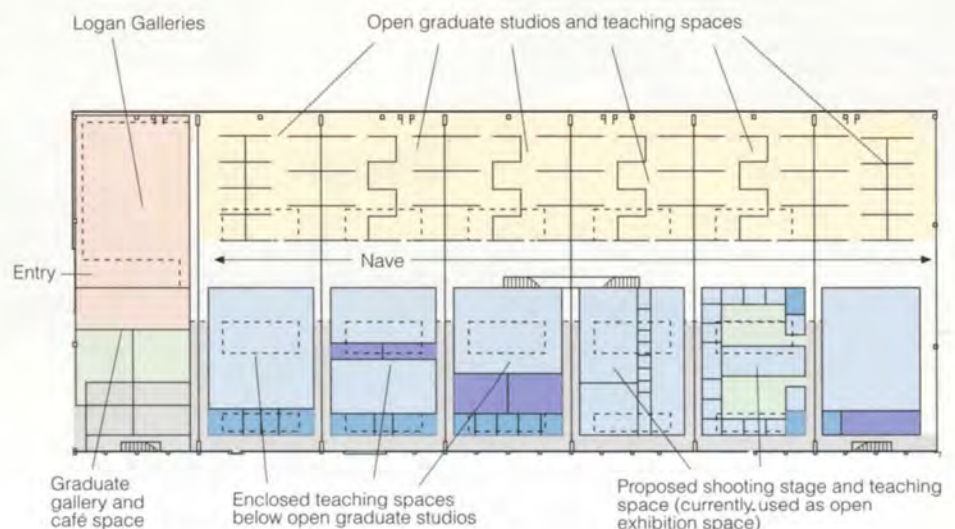 Logan Galleries
Open graduate studios and teaching spaces
Entry
Nave
Graduate
gallery and
café space
Enclosed teaching spaces
below open graduate studios
Proposed shooting stage and teaching
space (currently used as open
exhibition space)